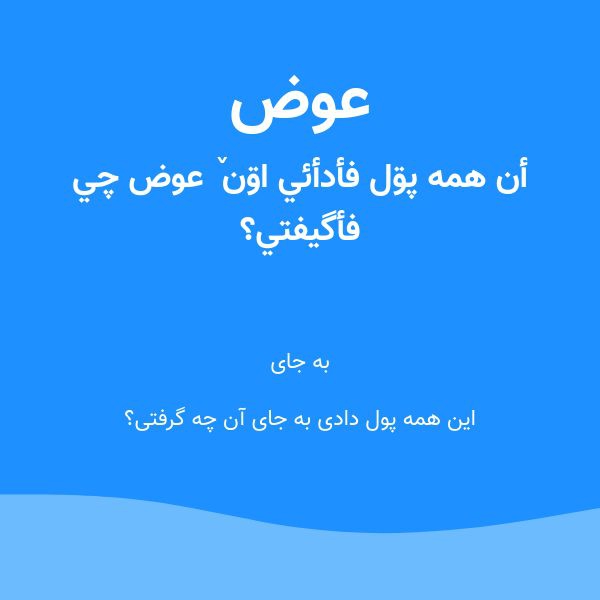 عوض
أن همه پۊل فأدأئي اۊن ٚ عوض چي
فأگيفتي؟
به جای
این همه پول دادی به جای آن چه گرفتی؟